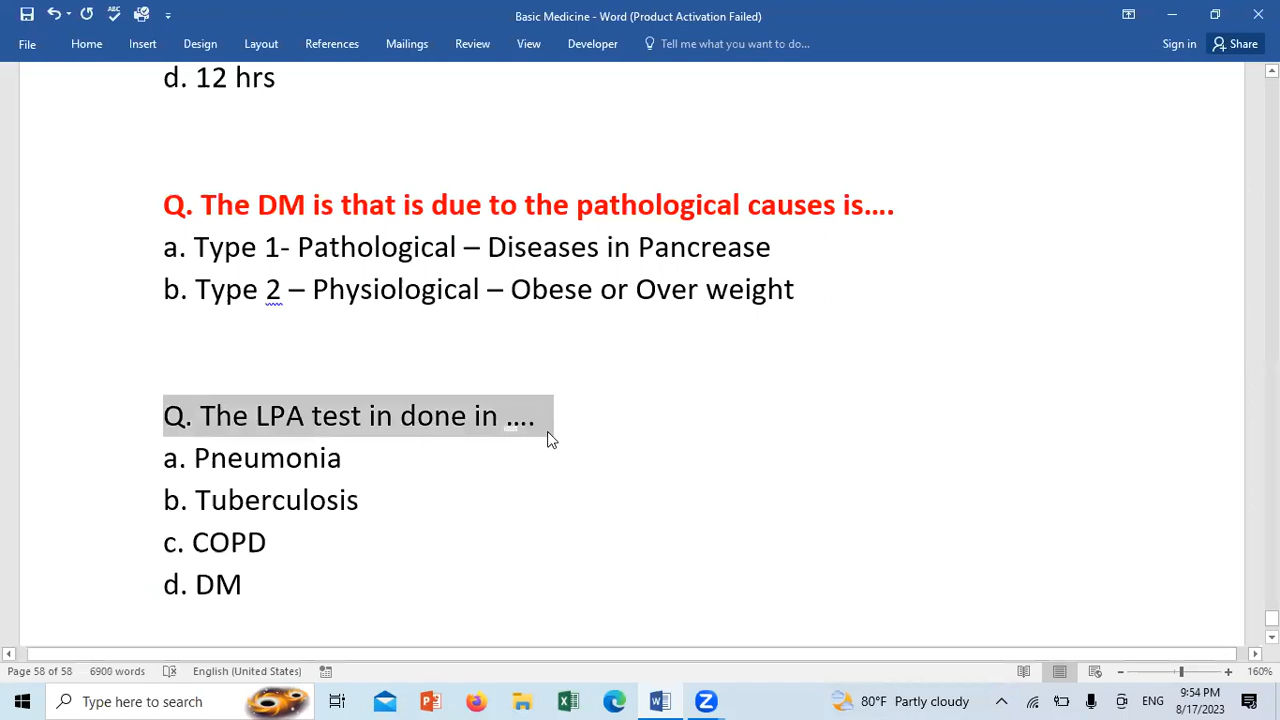 Basic Medicine - Word (Product Activation Failed)
File Home Insert Design Layout References Mailings Review View Developer Tell me what you want to do... Sign in Share
d. 12 hrs
Q. The DM is that is due to the pathological causes is....
a. Type 1- Pathological – Diseases in Pancrease
b. Type 2 – Physiological – Obese or Over weight
Q. The LPA test in done in ....
a. Pneumonia
b. Tuberculosis
c. COPD
d. DM
Page 58 of 58 6900 words English (United States) 160%
Type here to search 80°F Partly cloudy ENG 9:54 PM
8/17/2023